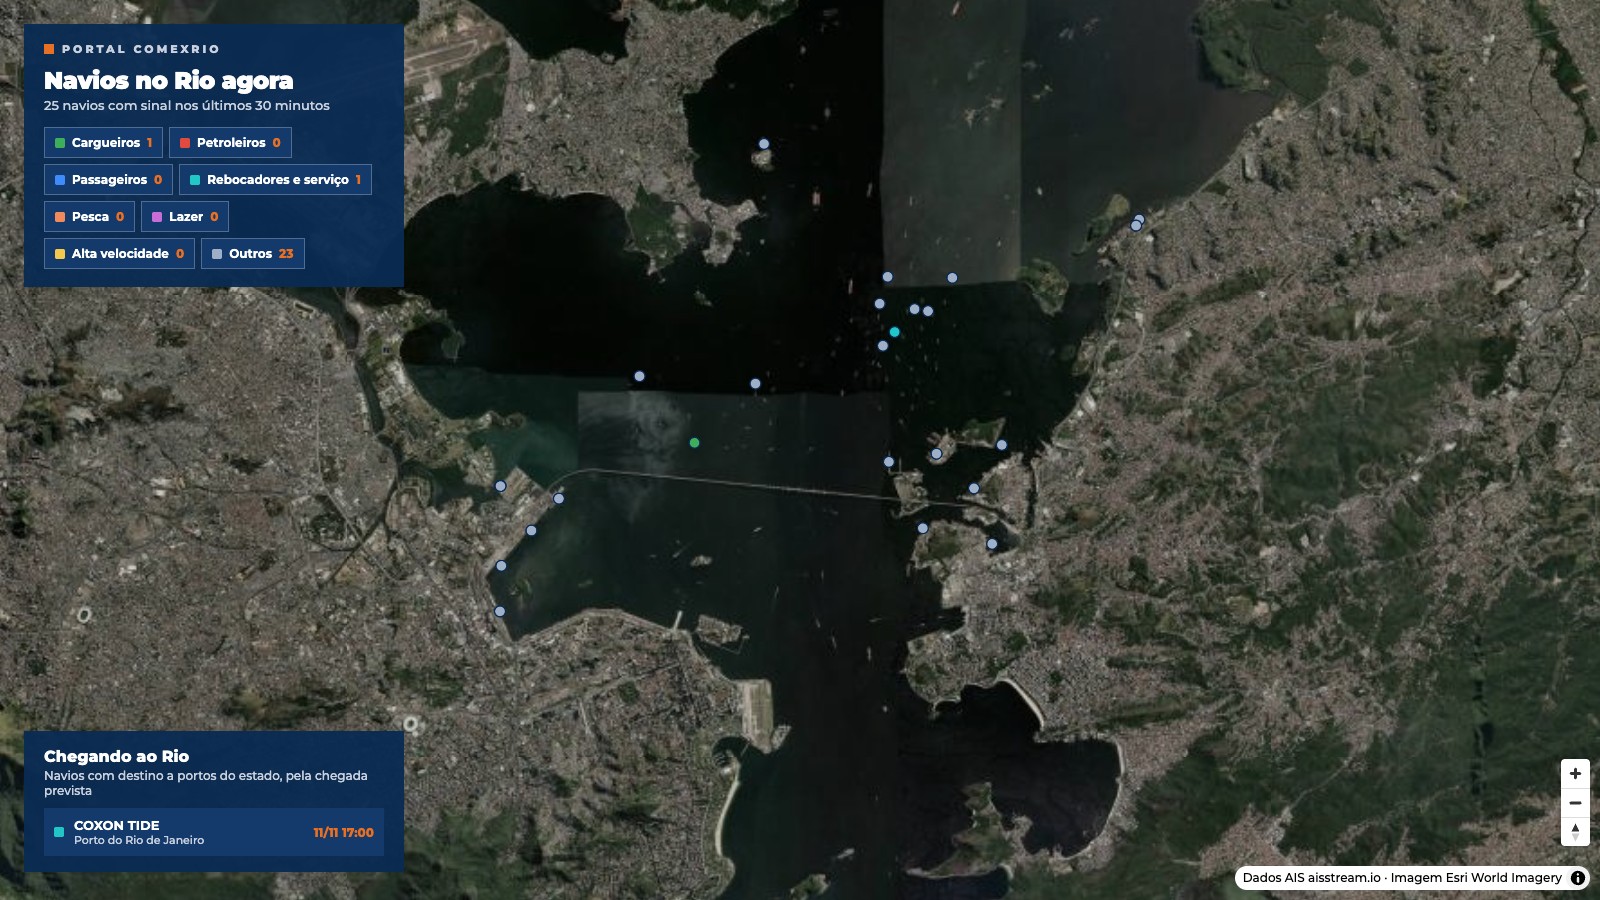 PORTAL COMEXRIO
Navios no Rio agora
25 navios com sinal nos últimos 30 minutos
Cargueiros 1
Petroleiros 0
Passageiros 0
Rebocadores e serviço 1
Pesca 0
Lazer 0
Alta velocidade 0
Outros 23
Chegando ao Rio
Navios com destino a portos do estado, pela chegada
prevista
COXON TIDE
11/11 17:00
Porto do Rio de Janeiro
Dados AIS aisstream.io · Imagem Esri World Imagery